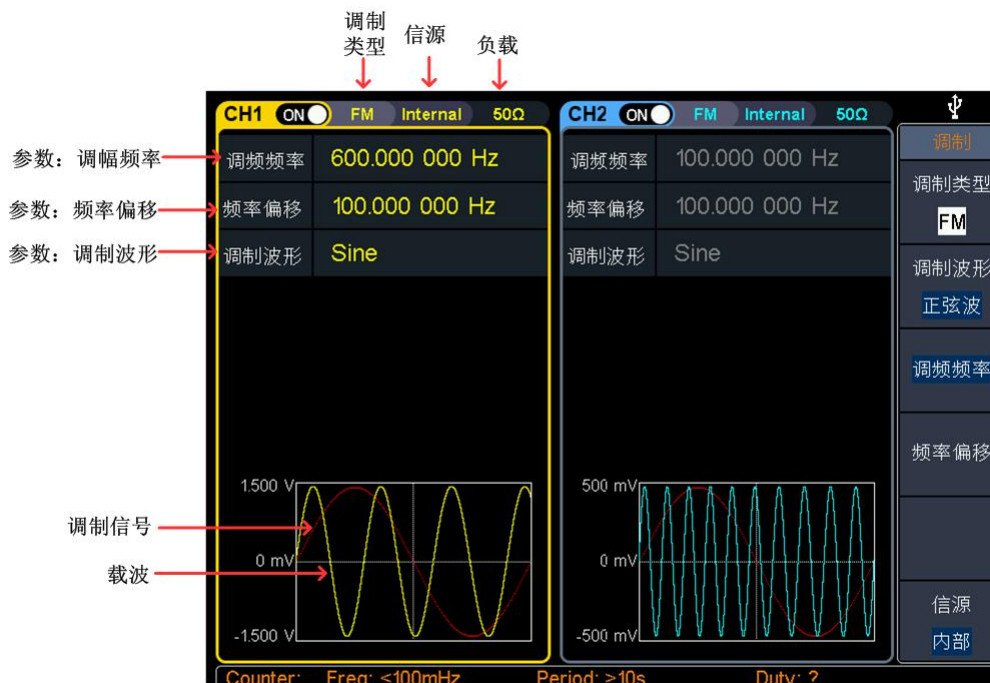 调制
类型
信源
负载
CH1 ON FM Internal 50Ω
CH2 ON FM Internal 50Ω
调制
参数：调幅频率
调频频率 600.000 000 Hz
调频频率 100.000 000 Hz
调制类型
FM
参数：频率偏移
频率偏移 100.000 000 Hz
频率偏移 100.000 000 Hz
参数：调制波形
调制波形 Sine
调制波形 Sine
调制波形
正弦波
调频频率
频率偏移
1.500 V
500 mV
调制信号
0 mV
0 mV
载波
-1.500 V
-500 mV
信源
内部
Counter: Freq: <100mHz Period: >10s Duty: ?